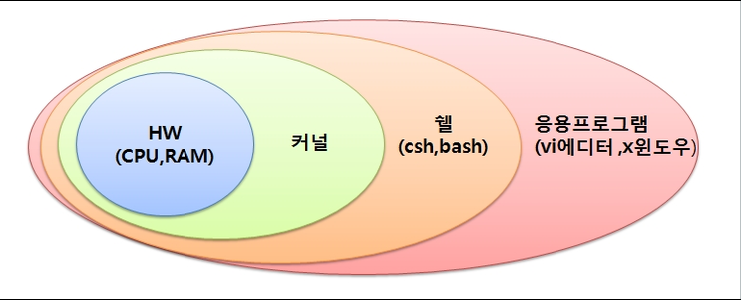 HW
(CPU,RAM)
커널
쉘
(csh,bash)
응용프로그램
(vi에디터 ,x윈도우)